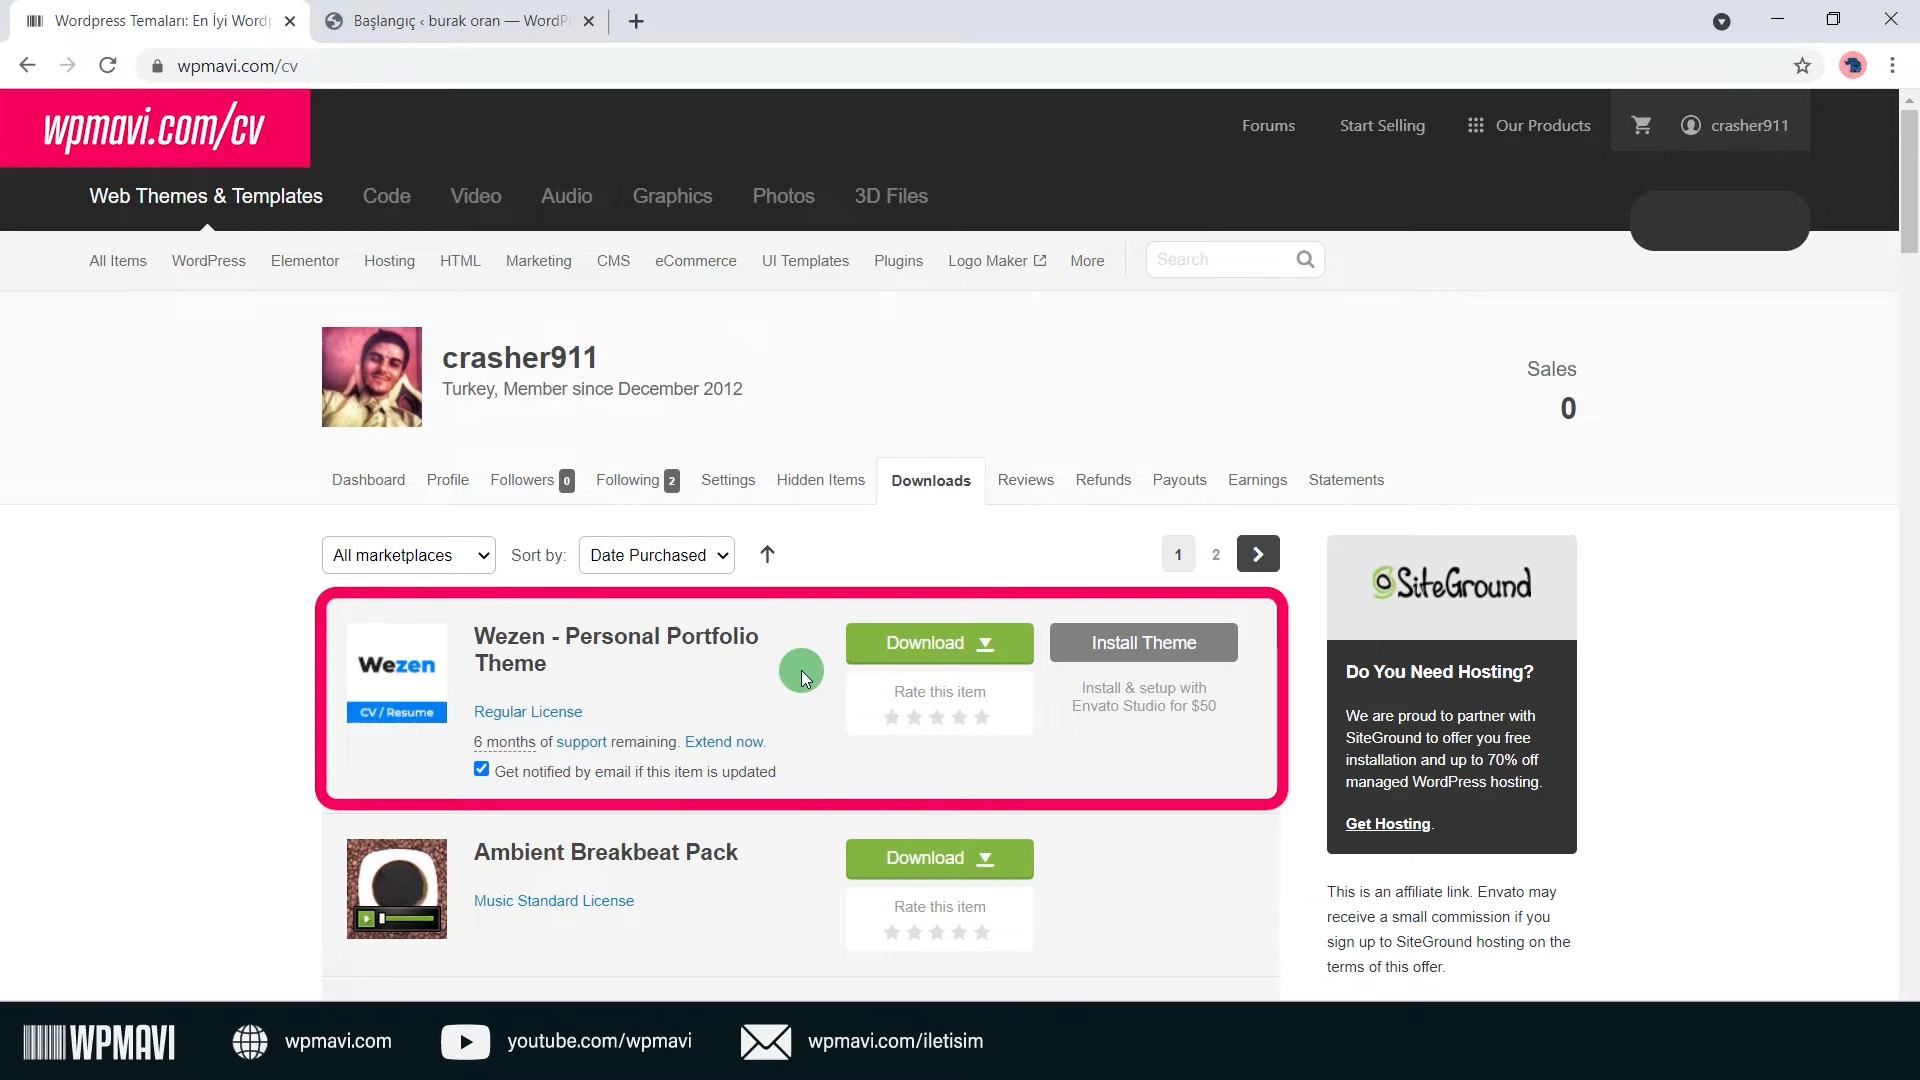 Wordpress Temaları: En İyi Word
Başlangıç ‹ burak oran — WordP
wpmavi.com/cv
wpmavi.com/cv
Forums
Start Selling
Our Products
crasher911
Web Themes & Templates
Code
Video
Audio
Graphics
Photos
3D Files
All Items
WordPress
Elementor
Hosting
HTML
Marketing
CMS
eCommerce
UI Templates
Plugins
Logo Maker
More
Search
crasher911
Turkey, Member since December 2012
Sales
0
Dashboard
Profile
Followers 0
Following 2
Settings
Hidden Items
Downloads
Reviews
Refunds
Payouts
Earnings
Statements
All marketplaces
Sort by:
Date Purchased
1
2
Wezen
CV / Resume
Wezen - Personal Portfolio
Theme
Regular License
6 months of support remaining. Extend now.
Get notified by email if this item is updated
Download
Rate this item
Install Theme
Install & setup with
Envato Studio for $50
Ambient Breakbeat Pack
Music Standard License
Download
Rate this item
SiteGround
Do You Need Hosting?
We are proud to partner with
SiteGround to offer you free
installation and up to 70% off
managed WordPress hosting.
Get Hosting.
This is an affiliate link. Envato may
receive a small commission if you
sign up to SiteGround hosting on the
terms of this offer.
WPMAVI
wpmavi.com
youtube.com/wpmavi
wpmavi.com/iletisim